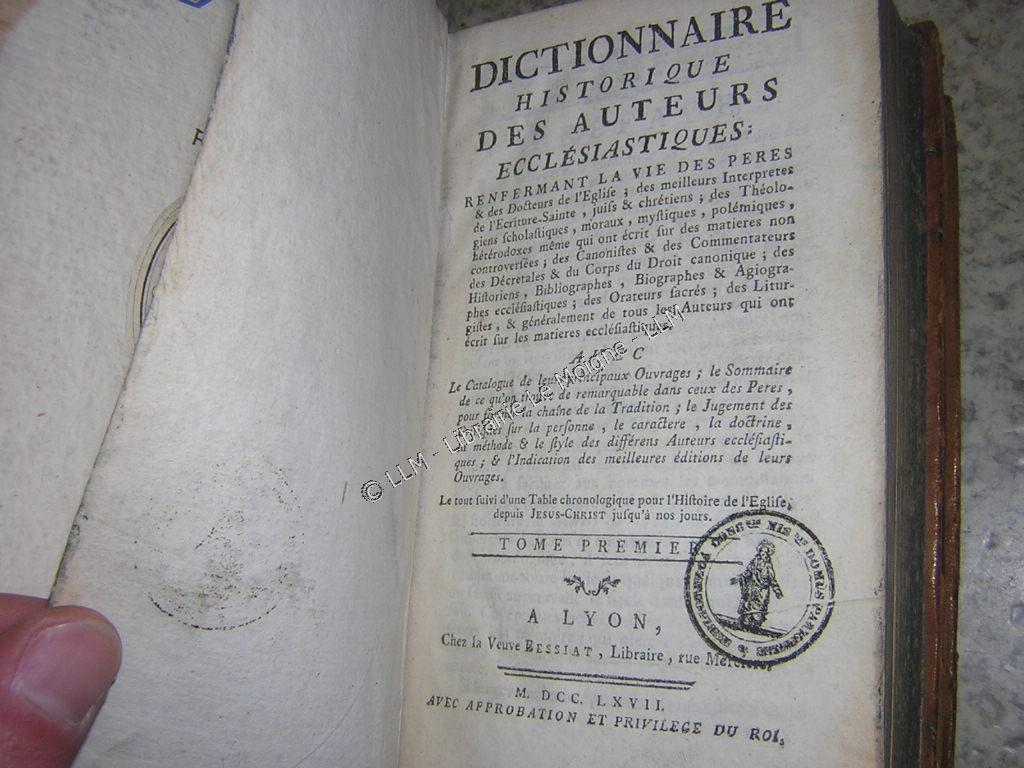 DICTIONNAIRE
HISTORIQUE
DES AUTEURS
ECCLÉSIASTIQUES:
RENFERMANT LA VIE DES PERES
& des Docteurs de l'Eglise ; des meilleurs Interpretes
de l'Ecriture-Sainte , juifs & chrétiens ; des Théolo-
giens scholastiques , moraux , mystiques , polémiques ,
hétérodoxes même qui ont écrit sur des matieres non
controversées ; des Canonistes & des Commentateurs
des Décretales & du Corps du Droit canonique ; des
Historiens , Bibliographes , Biographes & Agiogra-
phes ecclésiastiques ; des Orateurs sacrés ; des Litur-
gistes , & généralement de tous les Auteurs qui ont
écrit sur les matieres ecclésiastiques.
AVEC
Le Catalogue de leurs principaux Ouvrages ; le Sommaire
de ce qu'on trouve de remarquable dans ceux des Peres ,
pour la chaîne de la Tradition ; le Jugement des
sur la personne , le caractere , la doctrine ,
la méthode & le style des différens Auteurs ecclésiasti-
ques ; & l'Indication des meilleures éditions de leurs
Ouvrages.
Le tout suivi d'une Table chronologique pour l'Histoire de l'Eglise,
depuis JESUS-CHRIST jusqu'à nos jours.
TOME PREMIER
A LYON,
Chez la Veuve BESSIAT , Libraire , rue Merciere,
M. DCC. LXVII.
AVEC APPROBATION ET PRIVILEGE DU ROI.
© LLM - Librairie Le Moigne - LLM
CONG MIS DOMUS